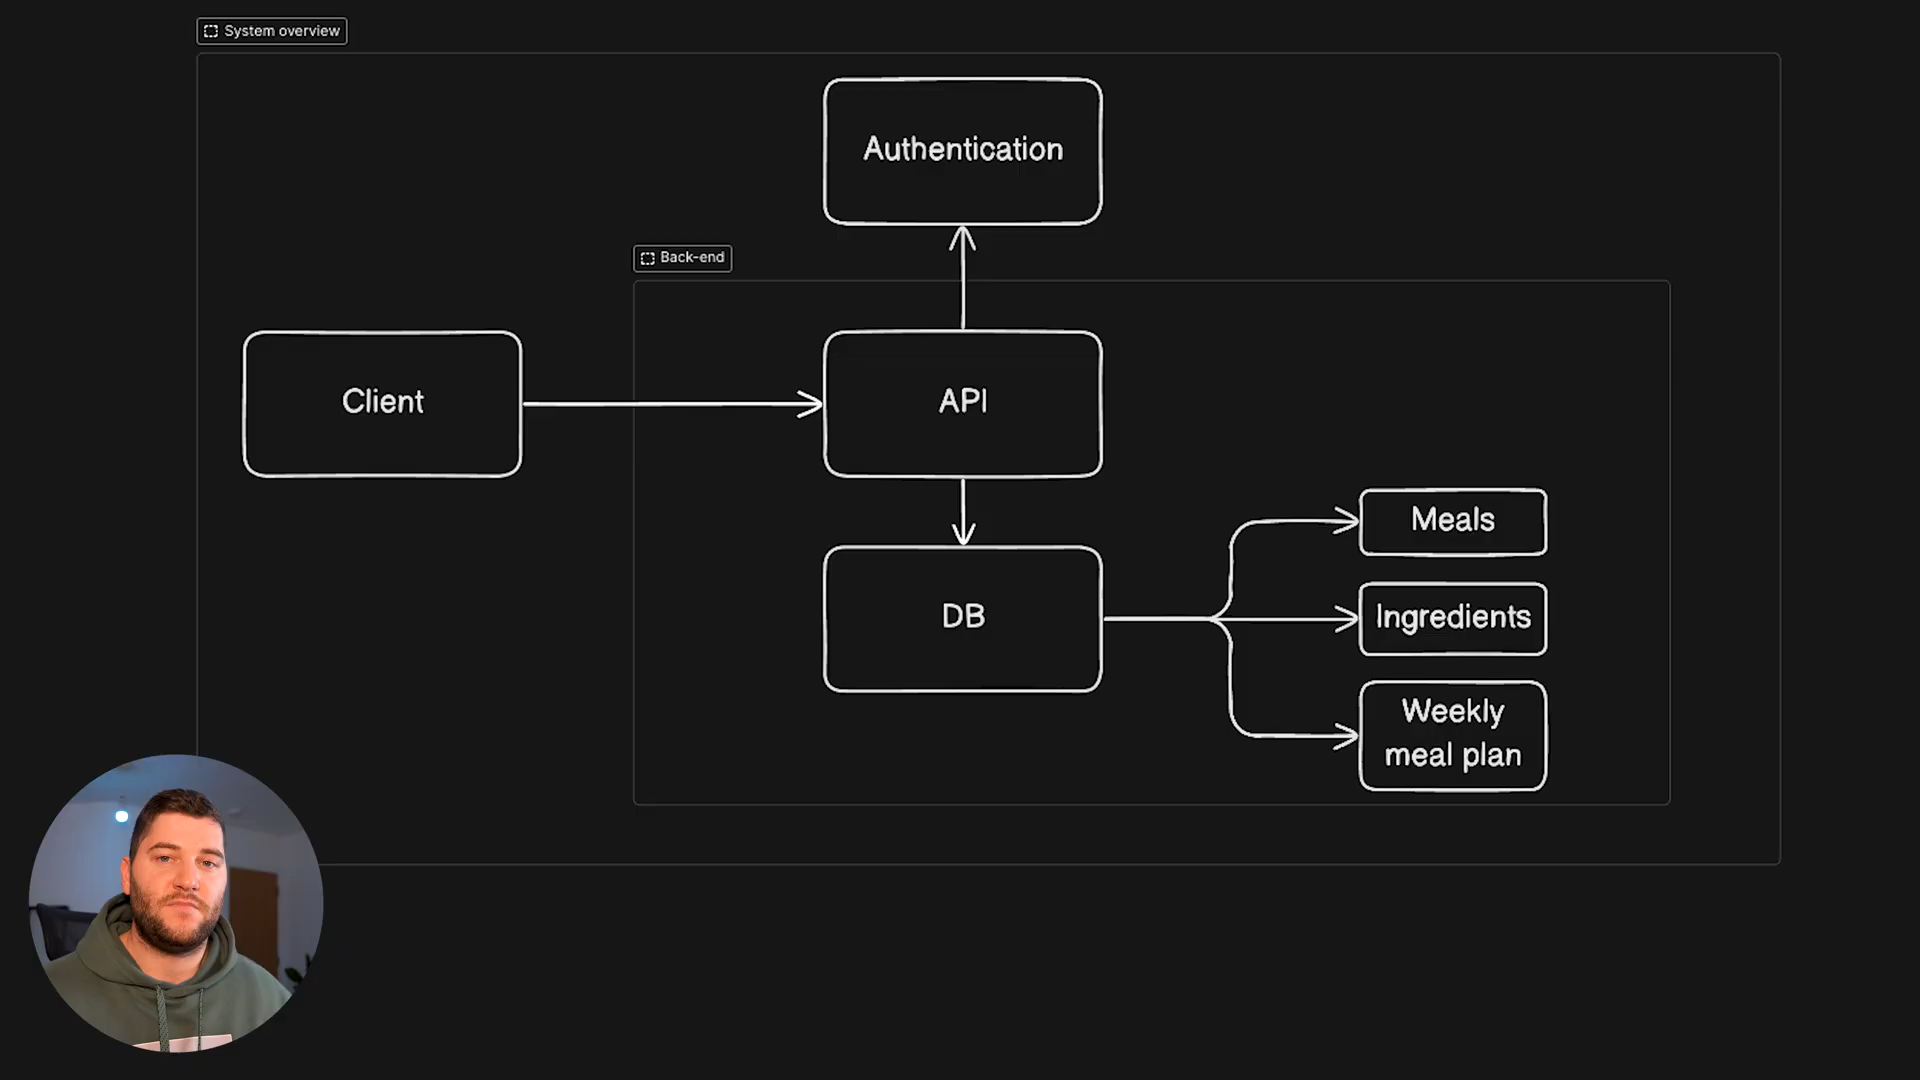 System overview
Authentication
Back-end
Client
API
DB
Meals
Ingredients
Weekly
meal plan